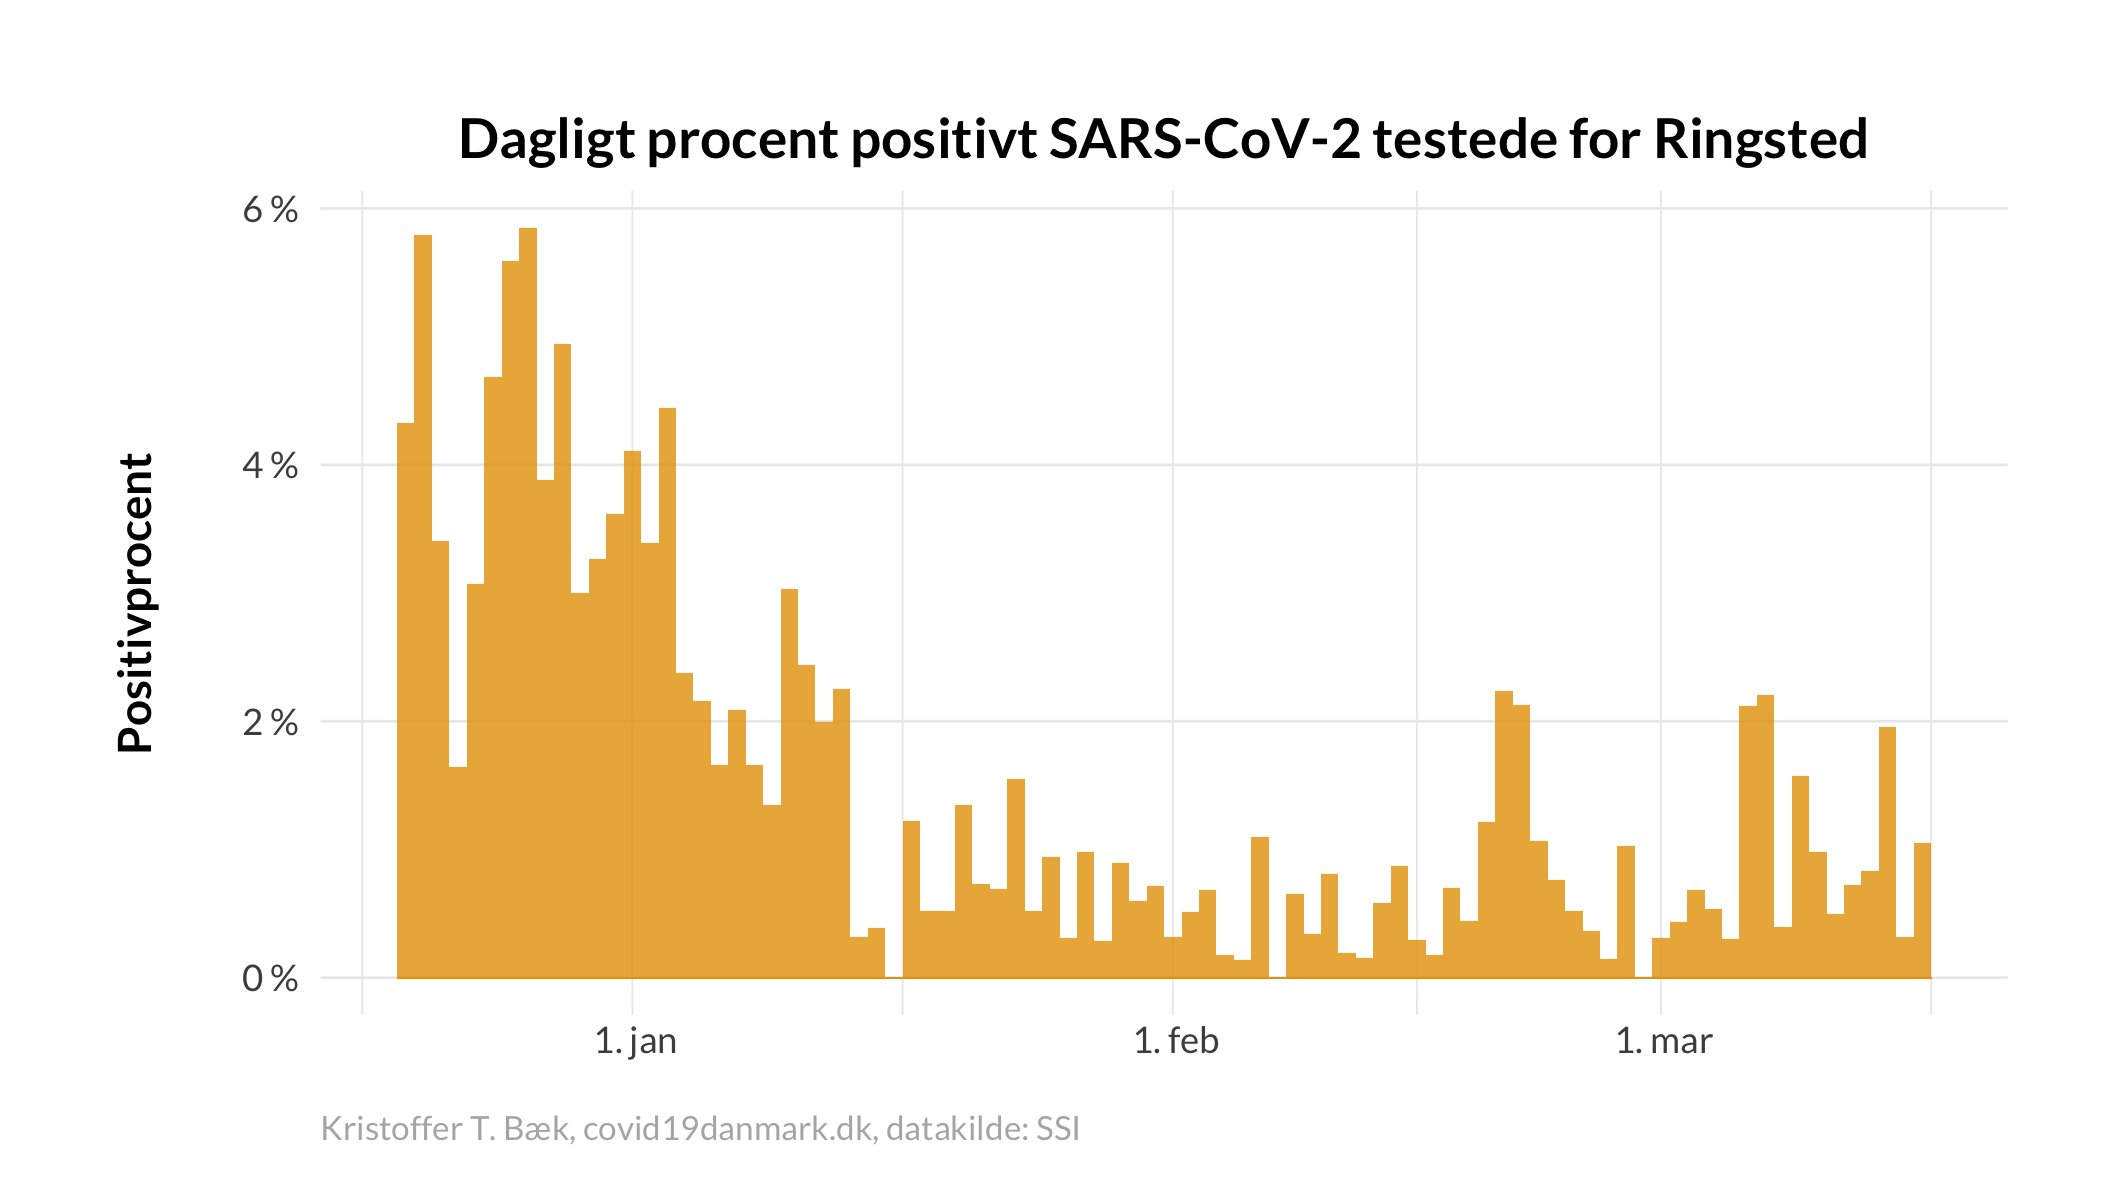 Dagligt procent positivt SARS-CoV-2 testede for Ringsted
6 %
4 %
2 %
0 %
Positivprocent
1. jan
1. feb
1. mar
Kristoffer T. Bæk, covid19danmark.dk, datakilde: SSI